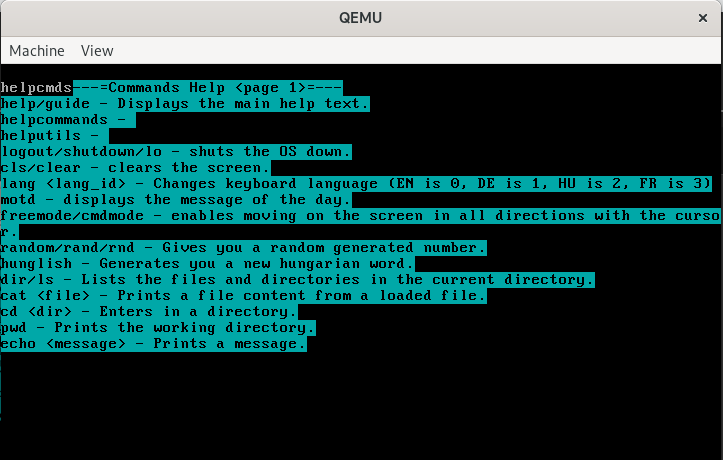 QEMU
×
Machine View
helpcmds---=Commands Help <page 1>=---
help/guide - Displays the main help text.
helpcommands -
helputils -
logout/shutdown/lo - shuts the OS down.
cls/clear - clears the screen.
lang <lang_id> - Changes keyboard language (EN is 0, DE is 1, HU is 2, FR is 3)
motd - displays the message of the day.
freemode/cmdmode - enables moving on the screen in all directions with the curso
r.
random/rand/rnd - Gives you a random generated number.
hunglish - Generates you a new hungarian word.
dir/ls - Lists the files and directories in the current directory.
cat <file> - Prints a file content from a loaded file.
cd <dir> - Enters in a directory.
pwd - Prints the working directory.
echo <message> - Prints a message.